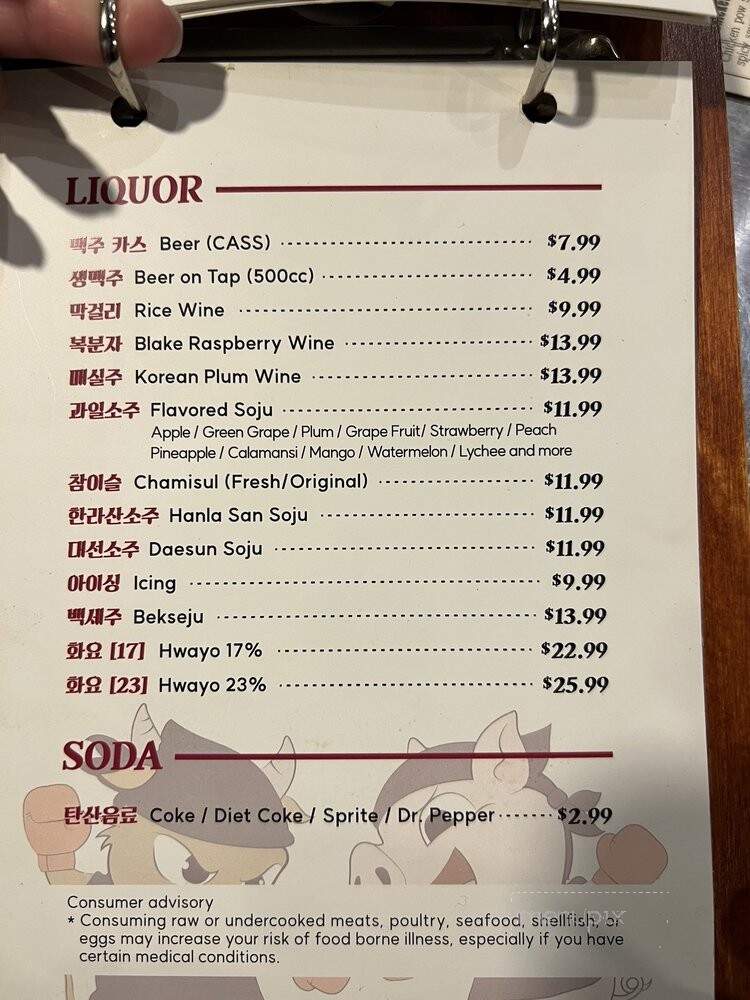 LIQUOR
맥주 카스 Beer (CASS) $7.99
생맥주 Beer on Tap (500cc) $4.99
막걸리 Rice Wine $9.99
복분자 Blake Raspberry Wine $13.99
매실주 Korean Plum Wine $13.99
과일소주 Flavored Soju $11.99
Apple / Green Grape / Plum / Grape Fruit/ Strawberry / Peach
Pineapple / Calamansi / Mango / Watermelon / Lychee and more
참이슬 Chamisul (Fresh/Original) $11.99
한라산소주 Hanla San Soju $11.99
대선소주 Daesun Soju $11.99
아이싱 Icing $9.99
백세주 Bekseju $13.99
화요 [17] Hwayo 17% $22.99
화요 [23] Hwayo 23% $25.99
SODA
탄산음료 Coke / Diet Coke / Sprite / Dr. Pepper $2.99
Consumer advisory
* Consuming raw or undercooked meats, poultry, seafood, shellfish, or
eggs may increase your risk of food borne illness, especially if you have
certain medical conditions.